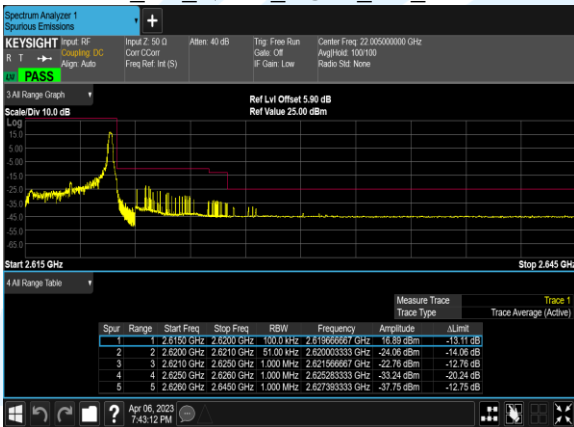 Spectrum Analyzer 1
Spurious Emissions
+
KEYSIGHT Input: RF Input Z: 50 Ω Atten: 40 dB Trig: Free Run Center Freq: 22.005000000 GHz
Coupling: DC Corr CCorr Gate: Off Avg|Hold: 100/100
R T Align: Auto Freq Ref: Int (S) IF Gain: Low Radio Std: None
PASS
3 All Range Graph
Ref Lvl Offset 5.90 dB
Scale/Div 10.0 dB Ref Value 25.00 dBm
Log
15.0
5.00
-5.00
-15.0
-25.0
-35.0
-45.0
-55.0
-65.0
Start 2.615 GHz Stop 2.645 GHz
4 All Range Table
Measure Trace Trace 1
Trace Type Trace Average (Active)
Spur Range Start Freq Stop Freq RBW Frequency Amplitude ΔLimit
1 1 2.6150 GHz 2.6200 GHz 100.0 kHz 2.619666667 GHz 16.89 dBm -13.11 dB
2 2 2.6200 GHz 2.6210 GHz 51.00 kHz 2.620003333 GHz -24.06 dBm -14.06 dB
3 3 2.6210 GHz 2.6250 GHz 1.000 MHz 2.621566667 GHz -22.76 dBm -12.76 dB
4 4 2.6250 GHz 2.6260 GHz 1.000 MHz 2.625283333 GHz -33.24 dBm -20.24 dB
5 5 2.6260 GHz 2.6450 GHz 1.000 MHz 2.627393333 GHz -37.75 dBm -12.75 dB
?
Apr 06, 2023
7:43:12 PM